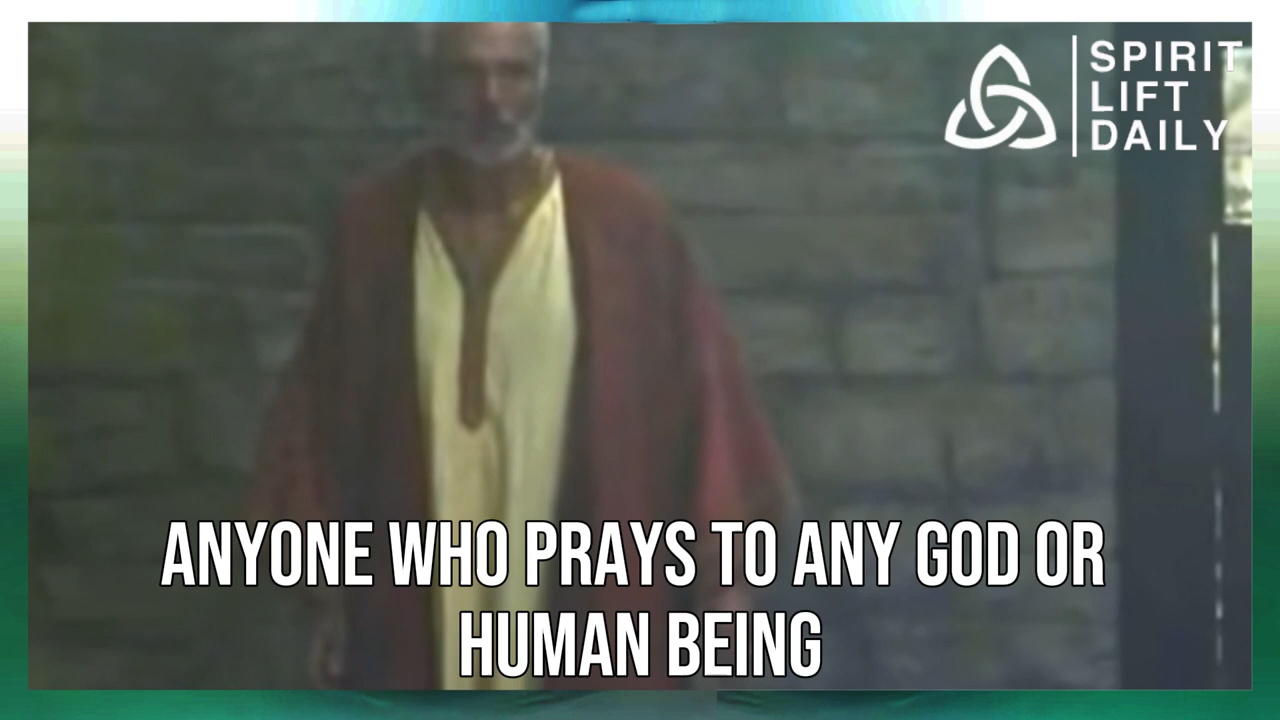 SPIRIT
LIFT
DAILY
ANYONE WHO PRAYS TO ANY GOD OR
HUMAN BEING